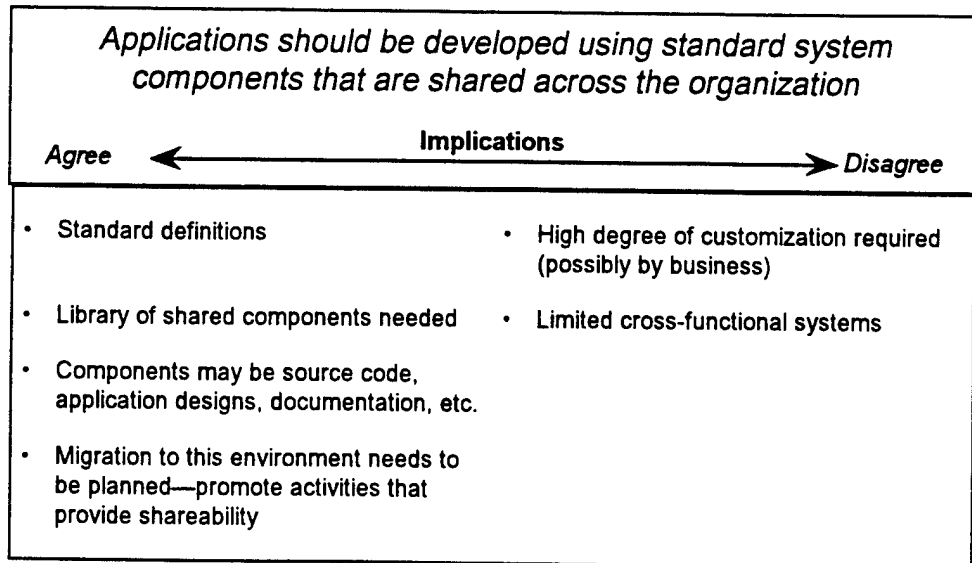 Applications should be developed using standard system
components that are shared across the organization
Implications
Agree
Disagree
• Standard definitions
• High degree of customization required
(possibly by business)
• Library of shared components needed
• Limited cross-functional systems
• Components may be source code,
application designs, documentation, etc.
• Migration to this environment needs to
be planned—promote activities that
provide shareability